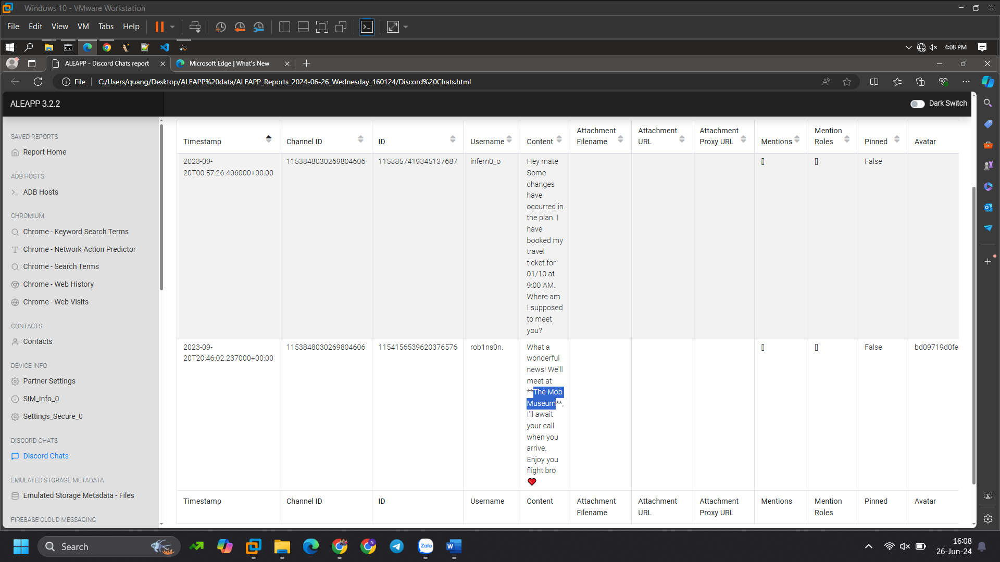 Windows 10 - VMware Workstation
File Edit View VM Tabs Help
4:08 PM
ALEAPP - Discord Chats report
Microsoft Edge | What's New
File C:/Users/quang/Desktop/ALEAPP%20data/ALEAPP_Reports_2024-06-26_Wednesday_160124/Discord%20Chats.html
ALEAPP 3.2.2
Dark Switch
SAVED REPORTS
Report Home
ADB HOSTS
ADB Hosts
CHROMIUM
Chrome - Keyword Search Terms
Chrome - Network Action Predictor
Chrome - Search Terms
Chrome - Web History
Chrome - Web Visits
CONTACTS
Contacts
DEVICE INFO
Partner Settings
SIM_info_0
Settings_Secure_0
DISCORD CHATS
Discord Chats
EMULATED STORAGE METADATA
Emulated Storage Metadata - Files
FIREBASE CLOUD MESSAGING
Timestamp
Channel ID
ID
Username
Content
Attachment
Filename
Attachment
URL
Attachment
Proxy URL
Mentions
Mention
Roles
Pinned
Avatar
2023-09-
20T00:57:26.406000+00:00
1153848030269804606
1153857419345137687
infern0_o
Hey mate
Some
changes
have
occurred in
the plan. I
have
booked my
travel
ticket for
01/10 at
9:00 AM.
Where am
I supposed
to meet
you?
[]
[]
False
2023-09-
20T20:46:02.237000+00:00
1153848030269804606
1154156539620376576
rob1ns0n.
What a
wonderful
news! We'll
meet at
**The Mob
Museum**,
I'll await
your call
when you
arrive.
Enjoy you
flight bro
❤️
[]
[]
False
bd09719d0fe
Timestamp
Channel ID
ID
Username
Content
Attachment
Filename
Attachment
URL
Attachment
Proxy URL
Mentions
Mention
Roles
Pinned
Avatar
Search
Zalo
16:08
26-Jun-24